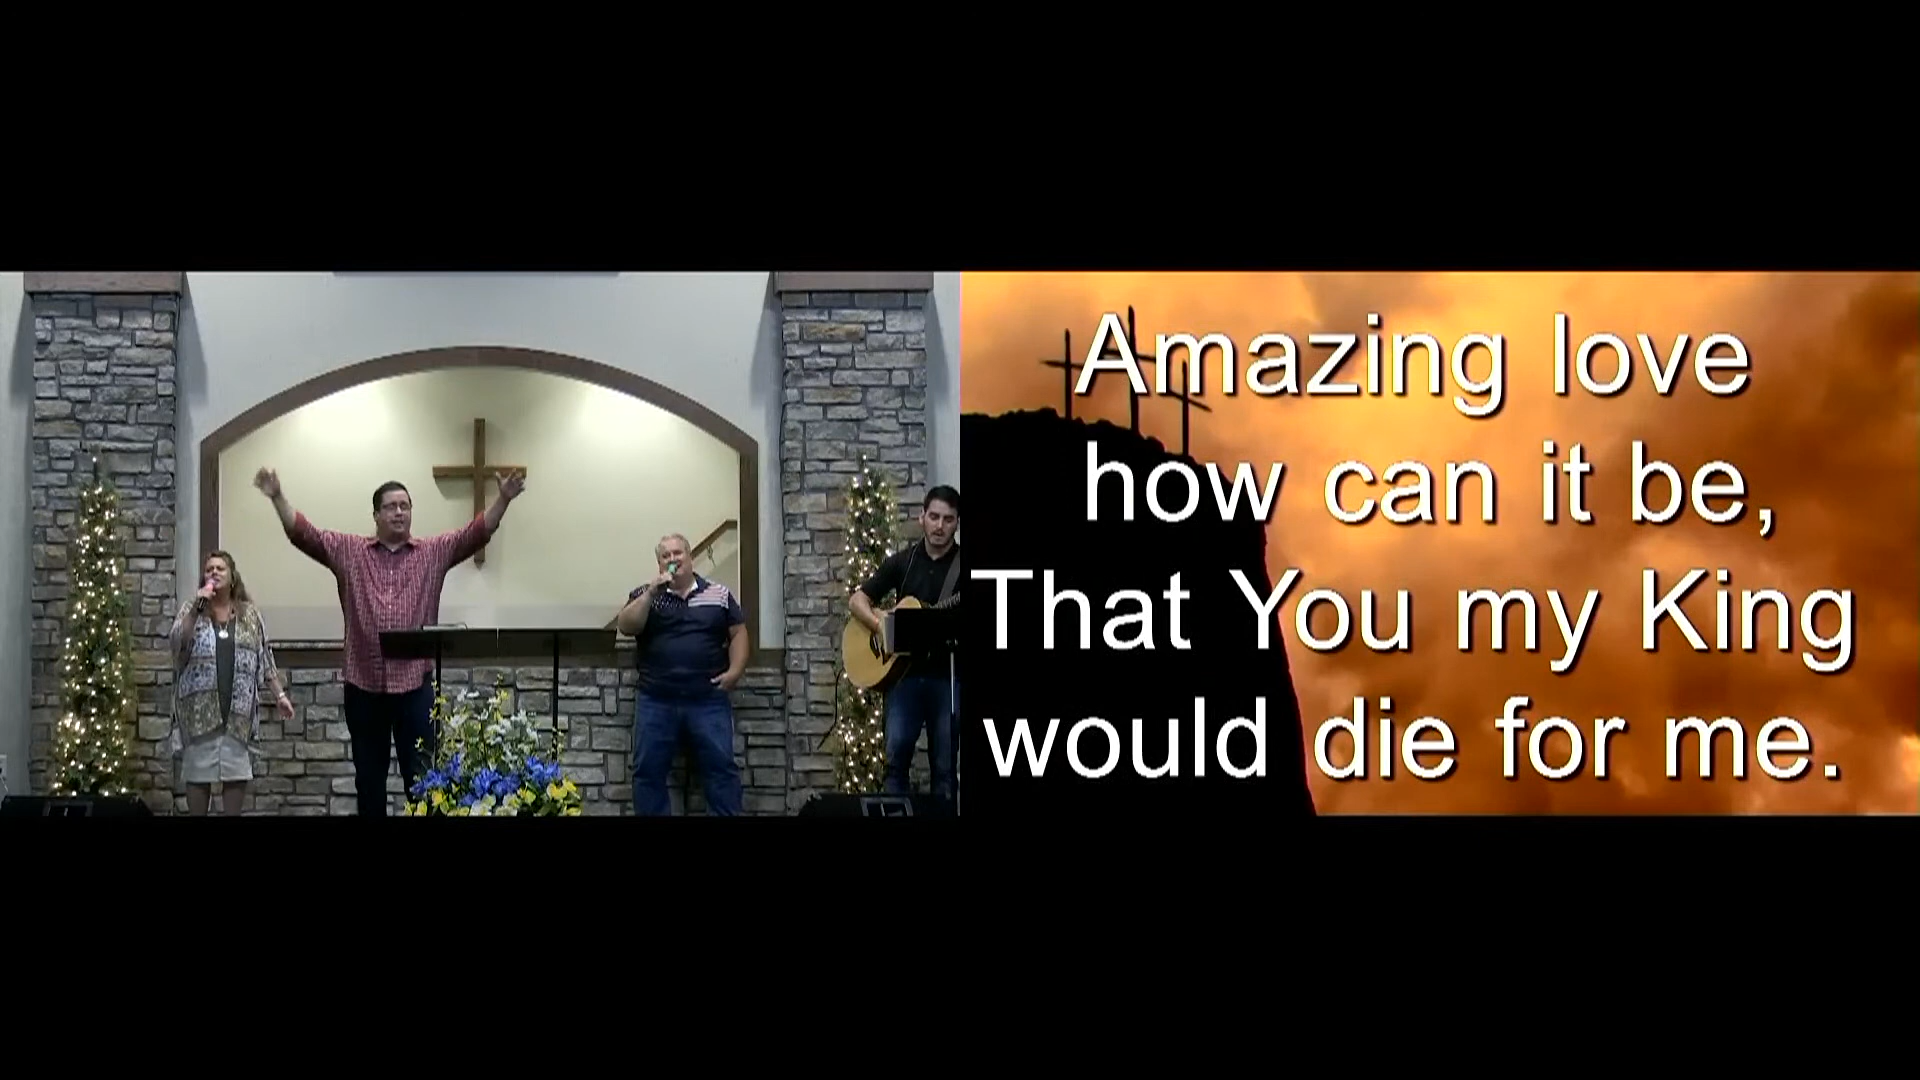 Amazing love
how can it be,
That You my King
would die for me.